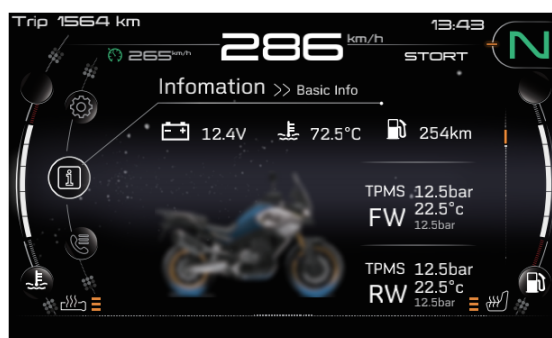 Trip 1564 km
13:43
265km/h
286 km/h
STORT
N
Infomation >> Basic Info
12.4V
72.5°C
254km
TPMS 12.5bar
FW 22.5°c
12.5bar
TPMS 12.5bar
RW 22.5°c
12.5bar